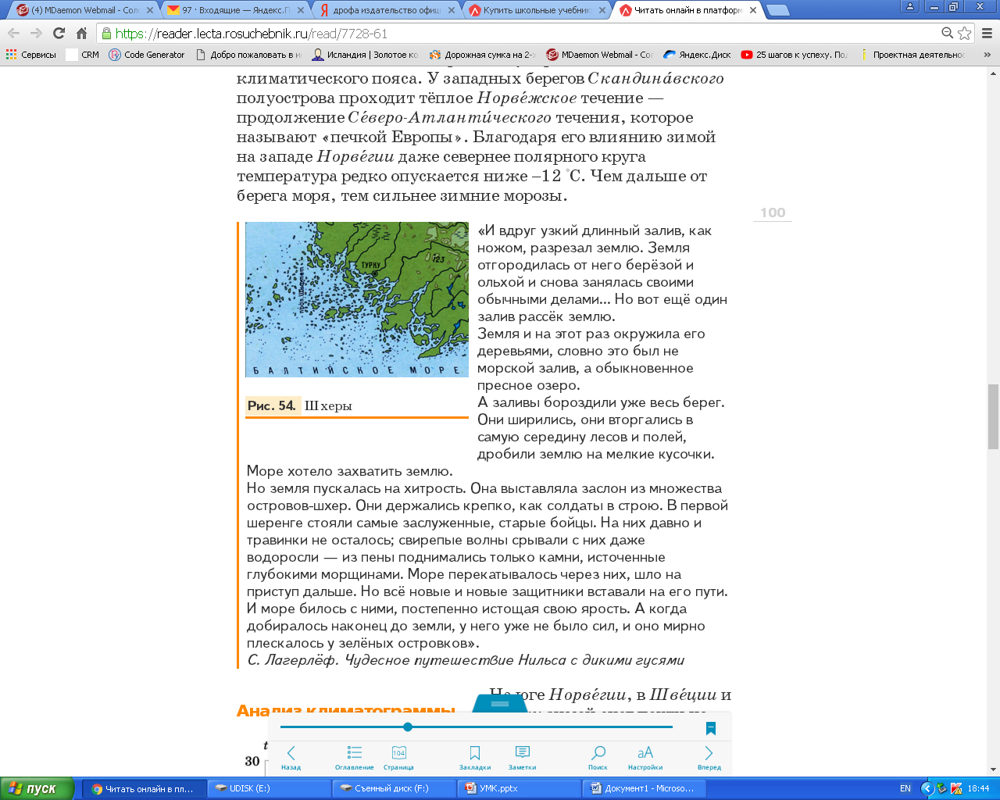 (4) MDaemon Webmail - Сол
97 · Входящие — Яндекс.П
дрофа издательство офиц
Купить школьные учебник
Читать онлайн в платформ
https://reader.lecta.rosuchebnik.ru/read/7728-61
Сервисы
CRM
Code Generator
Добро пожаловать в и
Исландия | Золотое ко
Дорожная сумка на 2-х
MDaemon Webmail - Сол
Яндекс.Диск
25 шагов к успеху. Под
Проектная деятельнос
»
климатического пояса. У западных берегов Скандина́вского
полуострова проходит тёплое Норве́жское течение —
продолжение Се́веро-Атланти́ческого течения, которое
называют «печкой Европы». Благодаря его влиянию зимой
на западе Норве́гии даже севернее полярного круга
температура редко опускается ниже –12 °С. Чем дальше от
берега моря, тем сильнее зимние морозы.
100
ТУРКУ
123
БАЛТИЙСКОЕ МОРЕ
Рис. 54. Шхеры
«И вдруг узкий длинный залив, как
ножом, разрезал землю. Земля
отгородилась от него берёзой и
ольхой и снова занялась своими
обычными делами... Но вот ещё один
залив рассёк землю.
Земля и на этот раз окружила его
деревьями, словно это был не
морской залив, а обыкновенное
пресное озеро.
А заливы бороздили уже весь берег.
Они ширились, они вторгались в
самую середину лесов и полей,
дробили землю на мелкие кусочки.
Море хотело захватить землю.
Но земля пускалась на хитрость. Она выставляла заслон из множества
островов-шхер. Они держались крепко, как солдаты в строю. В первой
шеренге стояли самые заслуженные, старые бойцы. На них давно и
травинки не осталось; свирепые волны срывали с них даже
водоросли — из пены поднимались только камни, источенные
глубокими морщинами. Море перекатывалось через них, шло на
приступ дальше. Но всё новые и новые защитники вставали на его пути.
И море билось с ними, постепенно истощая свою ярость. А когда
добиралось наконец до земли, у него уже не было сил, и оно мирно
плескалось у зелёных островков».
С. Лагерлёф. Чудесное путешествие Нильса с дикими гусями
На юге Норве́гии, в Шве́ции и
Анализ климатограммы
t
30
Назад
Оглавление
104
Страница
Закладки
Заметки
Поиск
аА
Настройки
Вперед
пуск
Читать онлайн в пл...
UDISK (E:)
Съемный диск (F:)
УМК.pptx
Документ1 - Microso...
EN
18:44